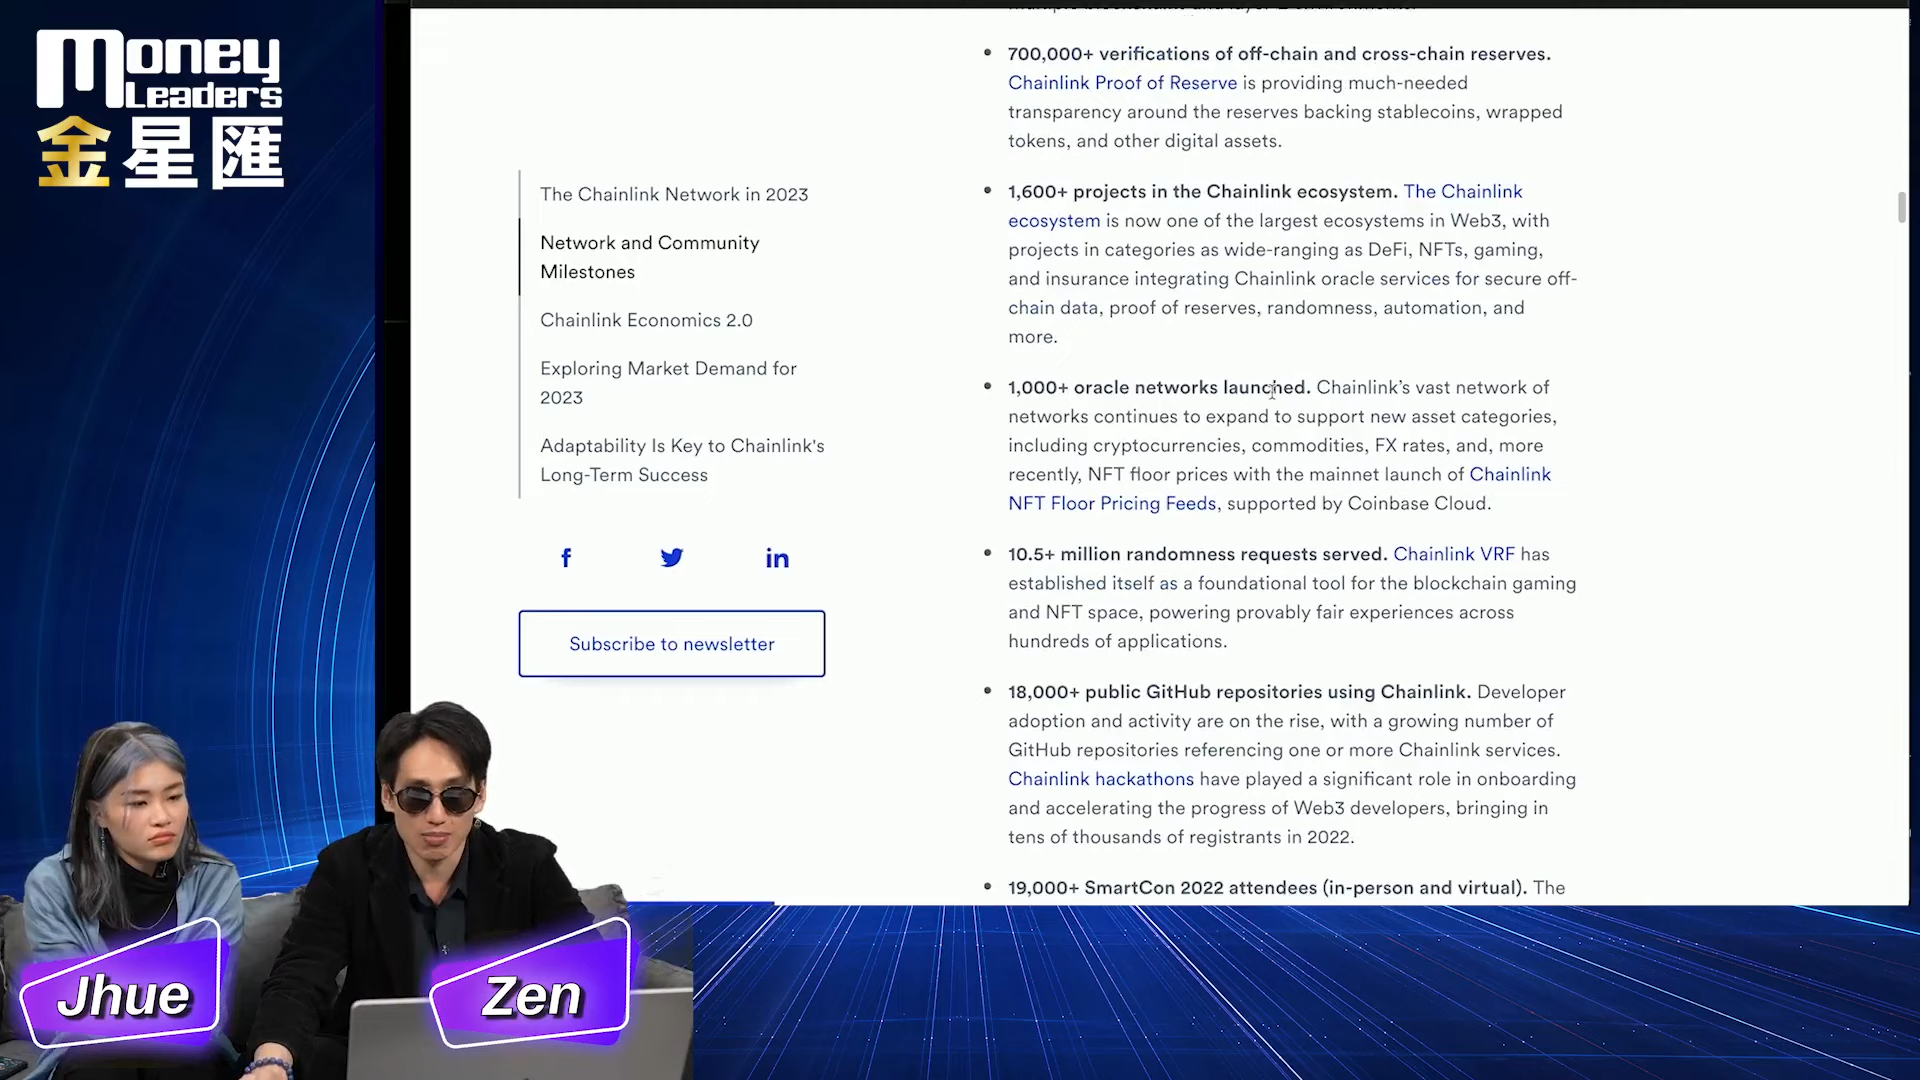 Money
Leaders
金星匯
The Chainlink Network in 2023
Network and Community
Milestones
Chainlink Economics 2.0
Exploring Market Demand for
2023
Adaptability Is Key to Chainlink's
Long-Term Success
f
in
Subscribe to newsletter
700,000+ verifications of off-chain and cross-chain reserves.
Chainlink Proof of Reserve is providing much-needed
transparency around the reserves backing stablecoins, wrapped
tokens, and other digital assets.
1,600+ projects in the Chainlink ecosystem. The Chainlink
ecosystem is now one of the largest ecosystems in Web3, with
projects in categories as wide-ranging as DeFi, NFTs, gaming,
and insurance integrating Chainlink oracle services for secure off-
chain data, proof of reserves, randomness, automation, and
more.
1,000+ oracle networks launched. Chainlink’s vast network of
networks continues to expand to support new asset categories,
including cryptocurrencies, commodities, FX rates, and, more
recently, NFT floor prices with the mainnet launch of Chainlink
NFT Floor Pricing Feeds, supported by Coinbase Cloud.
10.5+ million randomness requests served. Chainlink VRF has
established itself as a foundational tool for the blockchain gaming
and NFT space, powering provably fair experiences across
hundreds of applications.
18,000+ public GitHub repositories using Chainlink. Developer
adoption and activity are on the rise, with a growing number of
GitHub repositories referencing one or more Chainlink services.
Chainlink hackathons have played a significant role in onboarding
and accelerating the progress of Web3 developers, bringing in
tens of thousands of registrants in 2022.
19,000+ SmartCon 2022 attendees (in-person and virtual). The
Jhue
Zen